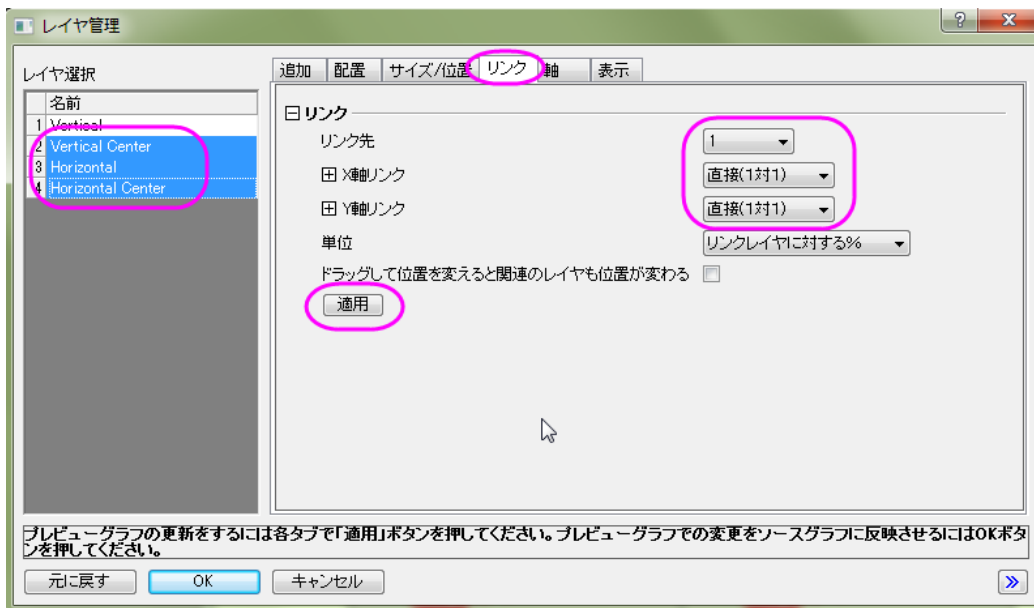 レイヤ管理
レイヤ選択
名前
1 Vertical
2 Vertical Center
3 Horizontal
4 Horizontal Center
追加 配置 サイズ/位置 リンク 軸 表示
リンク
リンク先 1
X軸リンク 直接(1対1)
Y軸リンク 直接(1対1)
単位 リンクレイヤに対する%
ドラッグして位置を変えると関連のレイヤも位置が変わる
適用
プレビューグラフの更新をするには各タブで「適用」ボタンを押してください。プレビューグラフでの変更をソースグラフに反映させるにはOKボタ
ンを押してください。
元に戻す OK キャンセル